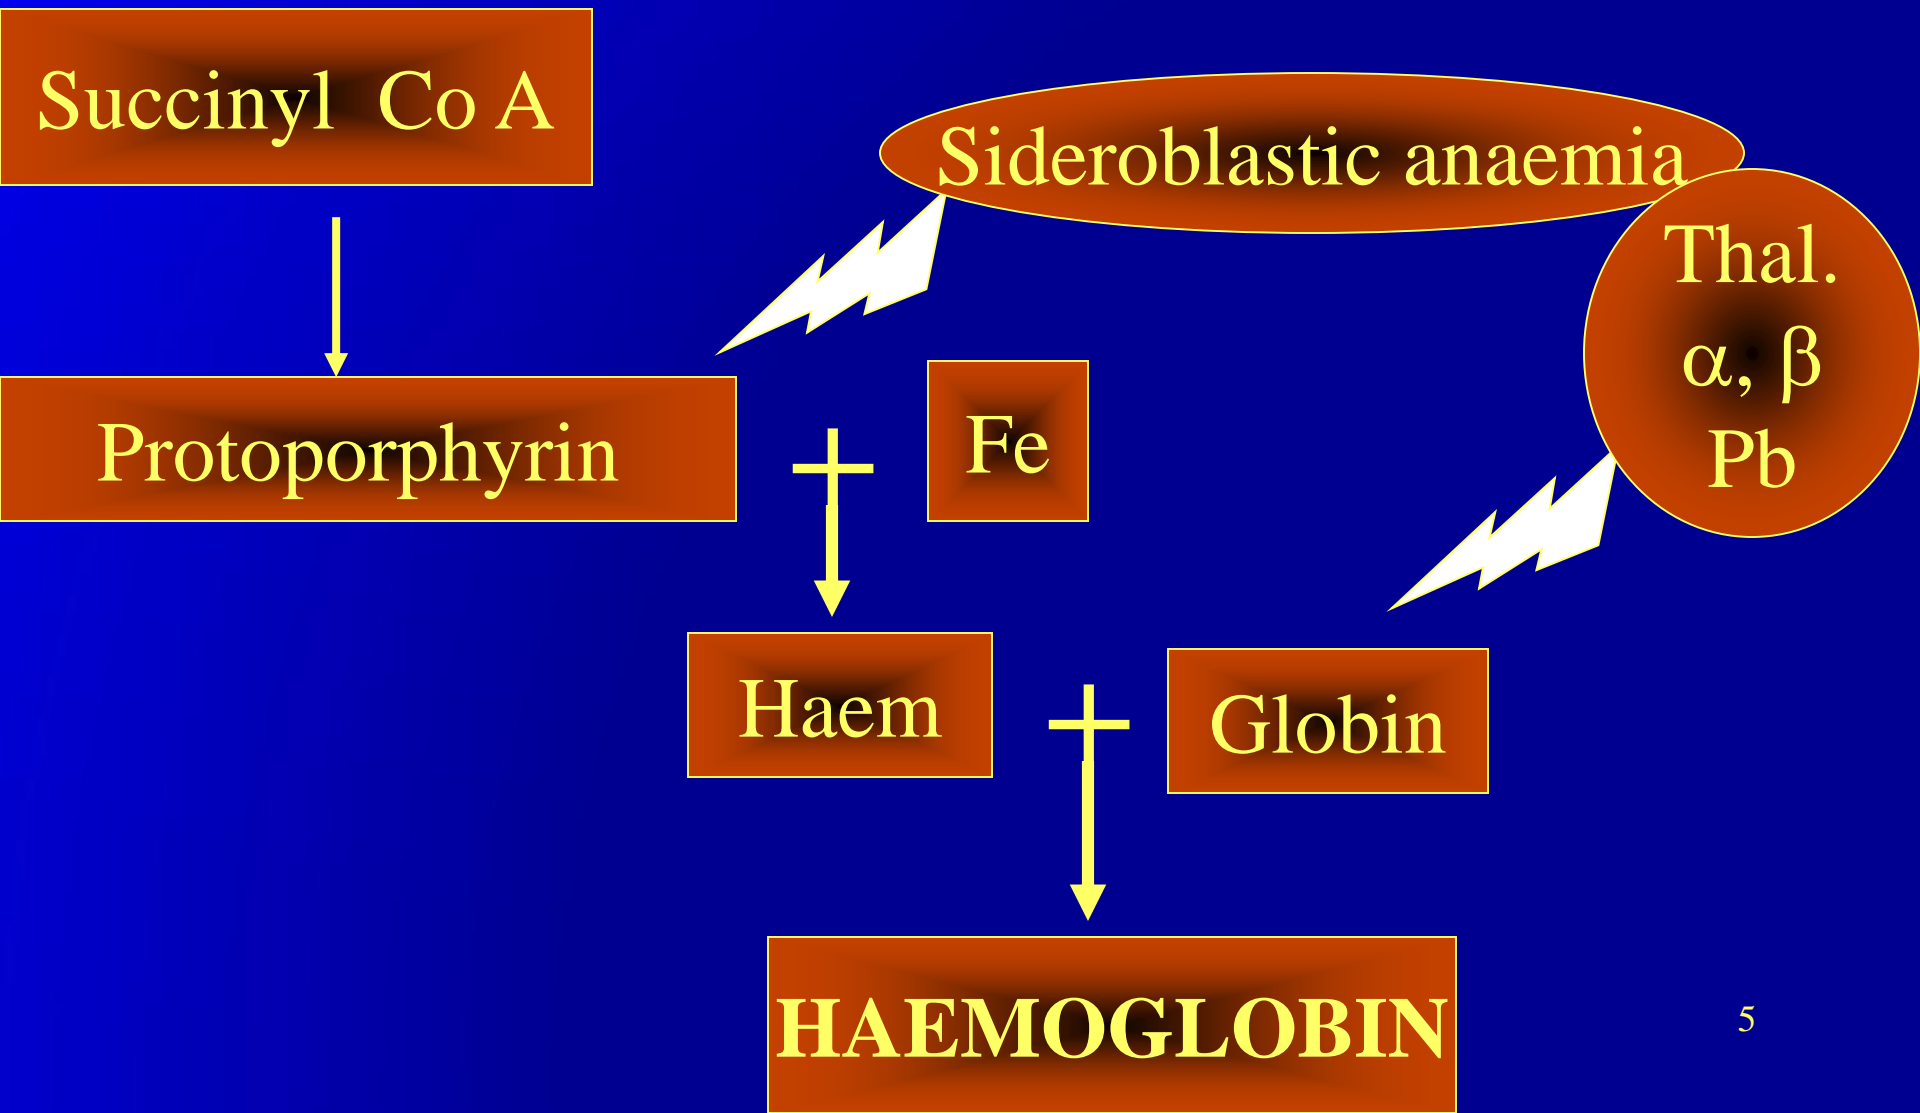 Succinyl Co A
Sideroblastic anaemia
Thal.
α, β
Pb
Protoporphyrin
+
Fe
Haem
+
Globin
HAEMOGLOBIN
5